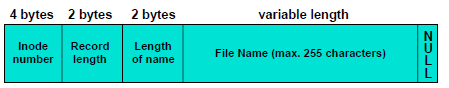 4 bytes 2 bytes 2 bytes variable length
Inode number
Record length
Length of name
File Name (max. 255 characters)
NULL